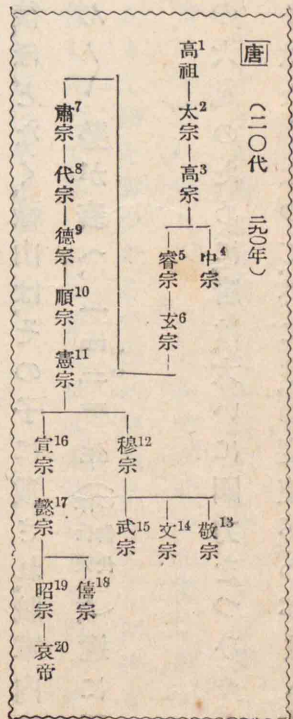 唐 (二〇代 二九〇年)
高祖1―太宗2―高宗3
中宗4
睿宗5―玄宗6
肅宗7―代宗8―德宗9―順宗10―憲宗11
穆宗12
敬宗13
文宗14
武宗15
宣宗16―懿宗17
僖宗18
昭宗19―哀帝20